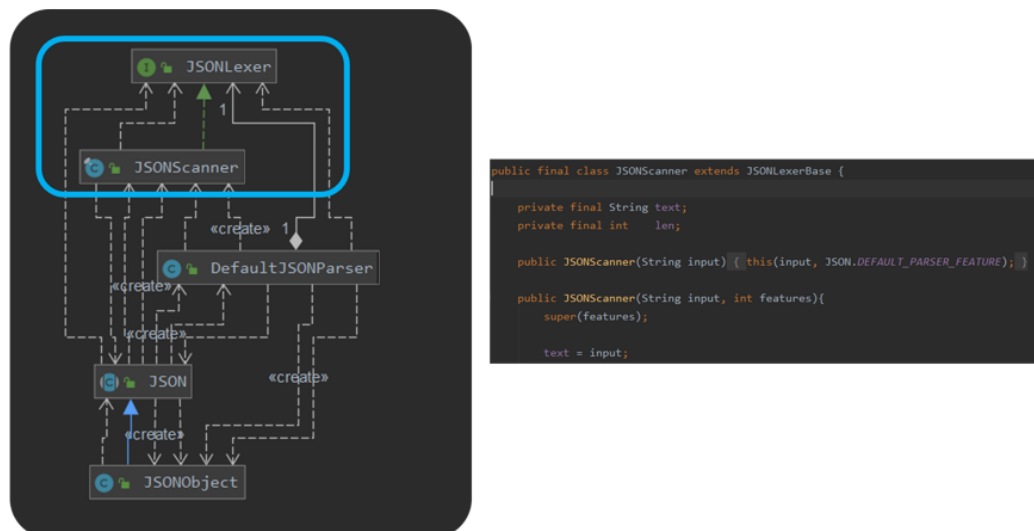 I JSONLexer
1
C JSONScanner
«create» 1
C DefaultJSONParser
«create»
«create»
«create»
C JSON
«create»
C JSONObject
public final class JSONScanner extends JSONLexerBase {
private final String text;
private final int len;
public JSONScanner(String input) { this(input, JSON.DEFAULT_PARSER_FEATURE); }
public JSONScanner(String input, int features){
super(features);
text = input;